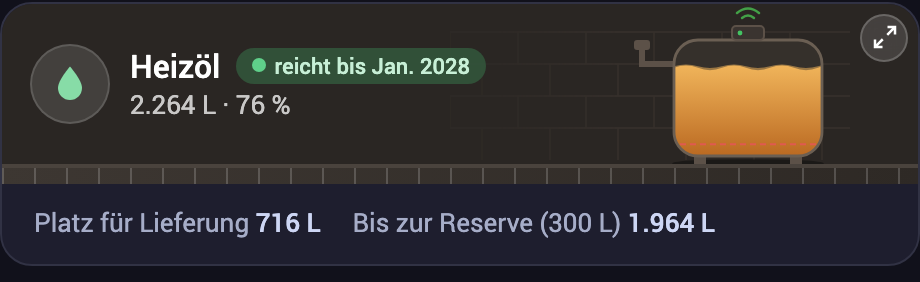 Heizöl
reicht bis Jan. 2028
2.264 L · 76 %
Platz für Lieferung 716 L
Bis zur Reserve (300 L) 1.964 L